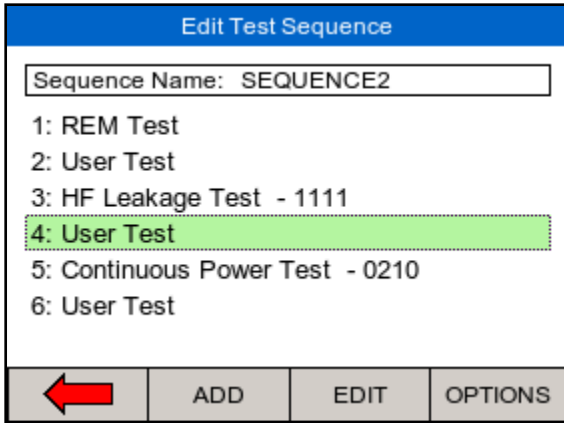 Edit Test Sequence
Sequence Name: SEQUENCE2
1: REM Test
2: User Test
3: HF Leakage Test - 1111
4: User Test
5: Continuous Power Test - 0210
6: User Test
ADD EDIT OPTIONS